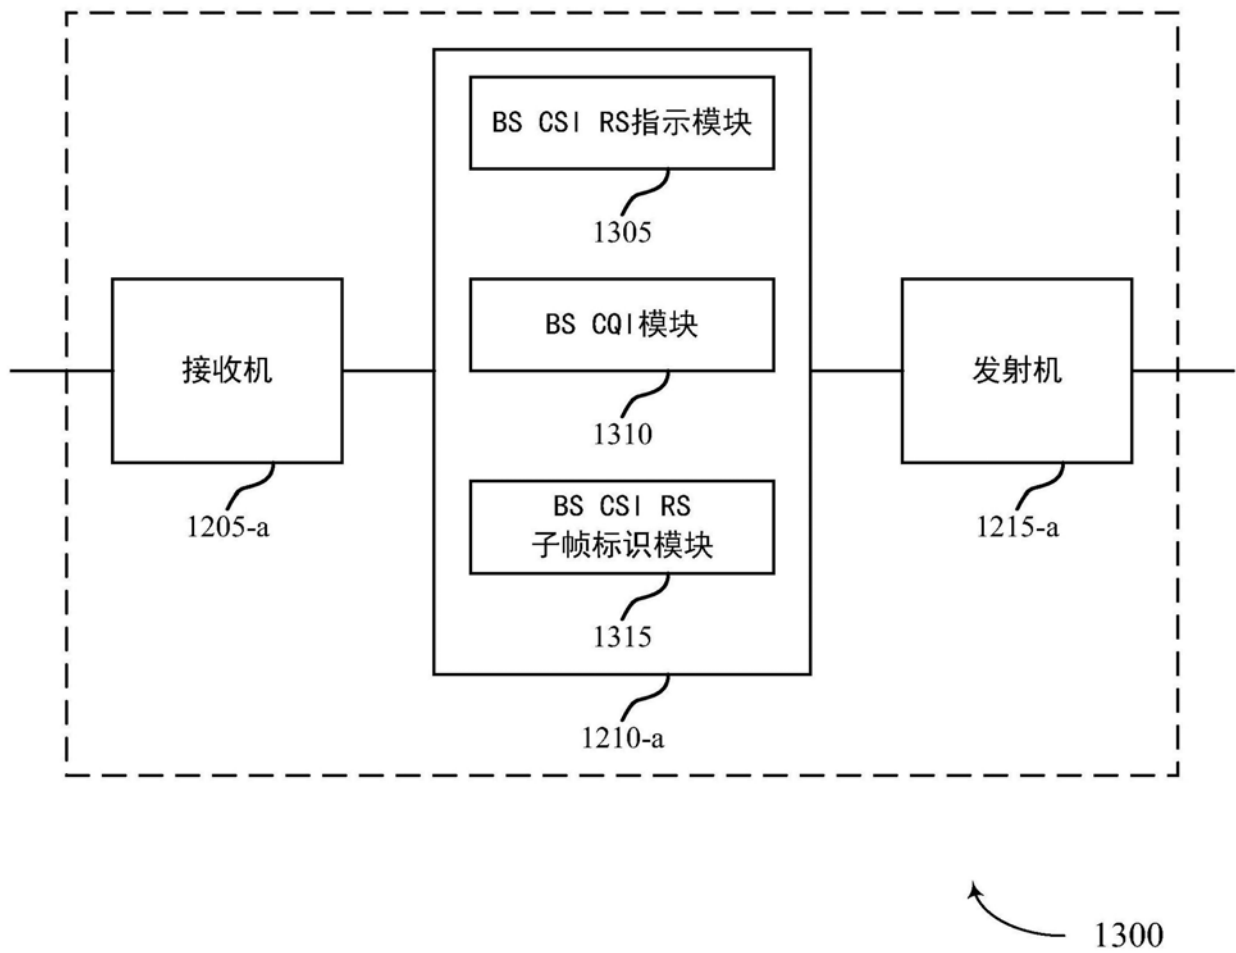 BS CSI RS指示模块
1305
BS CQI模块
1310
BS CSI RS
子帧标识模块
1315
1210-a
接收机
1205-a
发射机
1215-a
1300